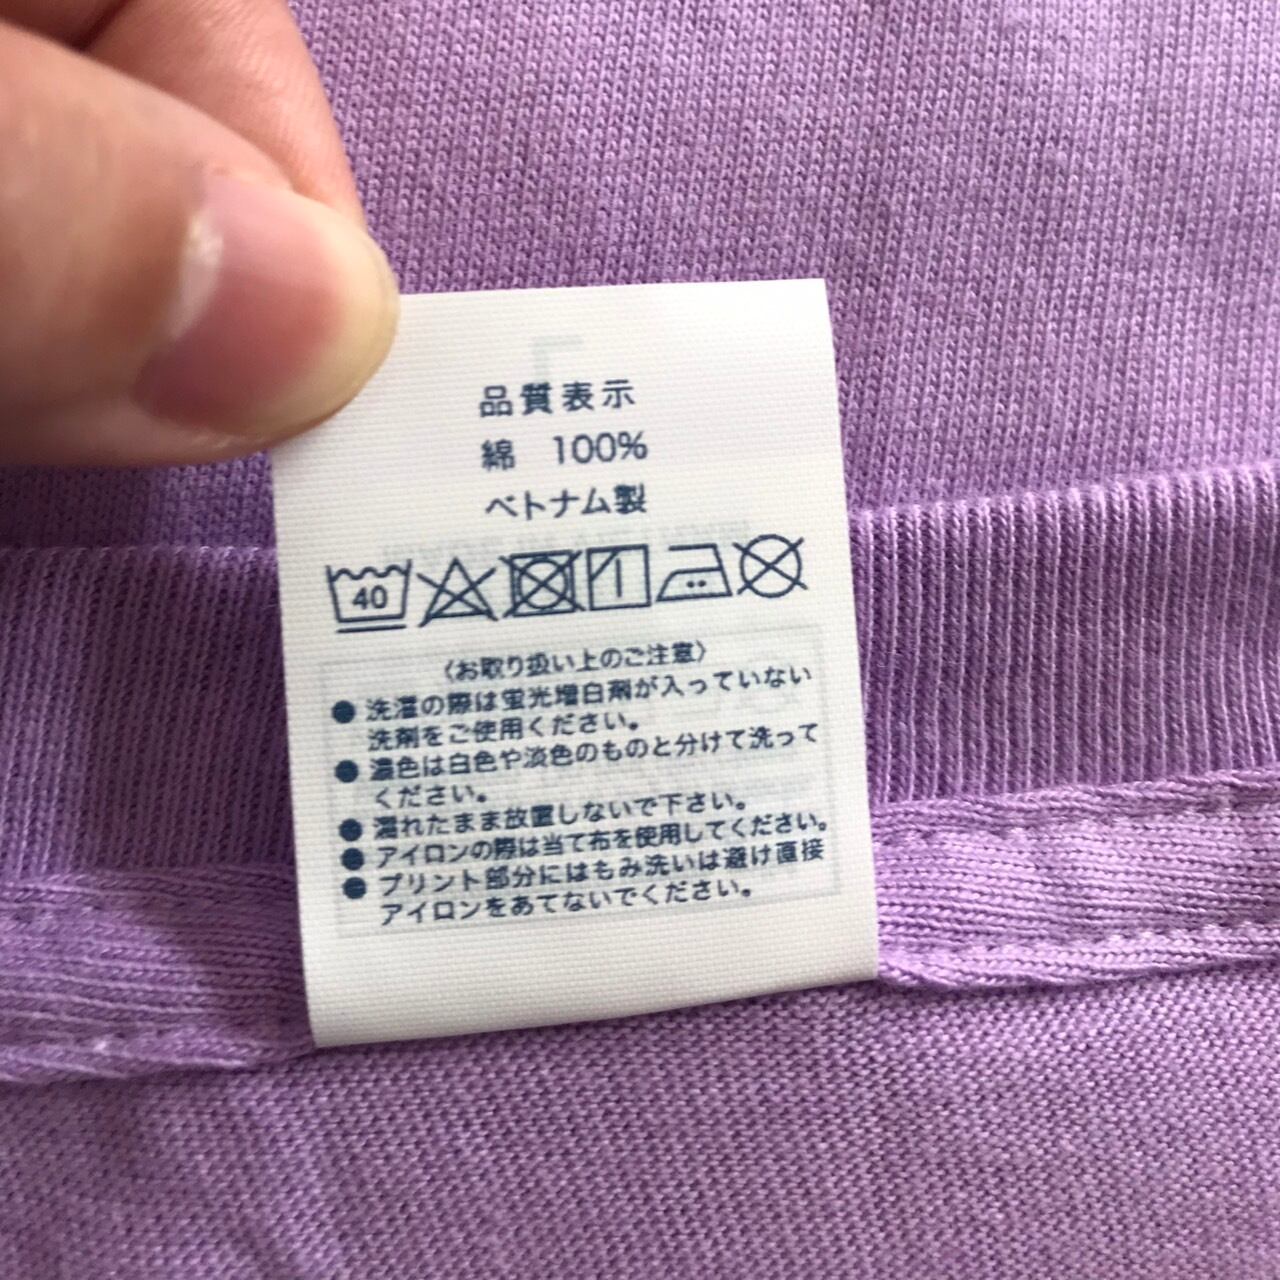 品質表示
綿 100%
ベトナム製
40
〈お取り扱い上のご注意〉
● 洗濯の際は蛍光増白剤が入っていない
洗剤をご使用ください。
● 濃色は白色や淡色のものと分けて洗って
ください。
● 濡れたまま放置しないで下さい。
● アイロンの際は当て布を使用してください。
● プリント部分にはもみ洗いは避け直接
アイロンをあてないでください。